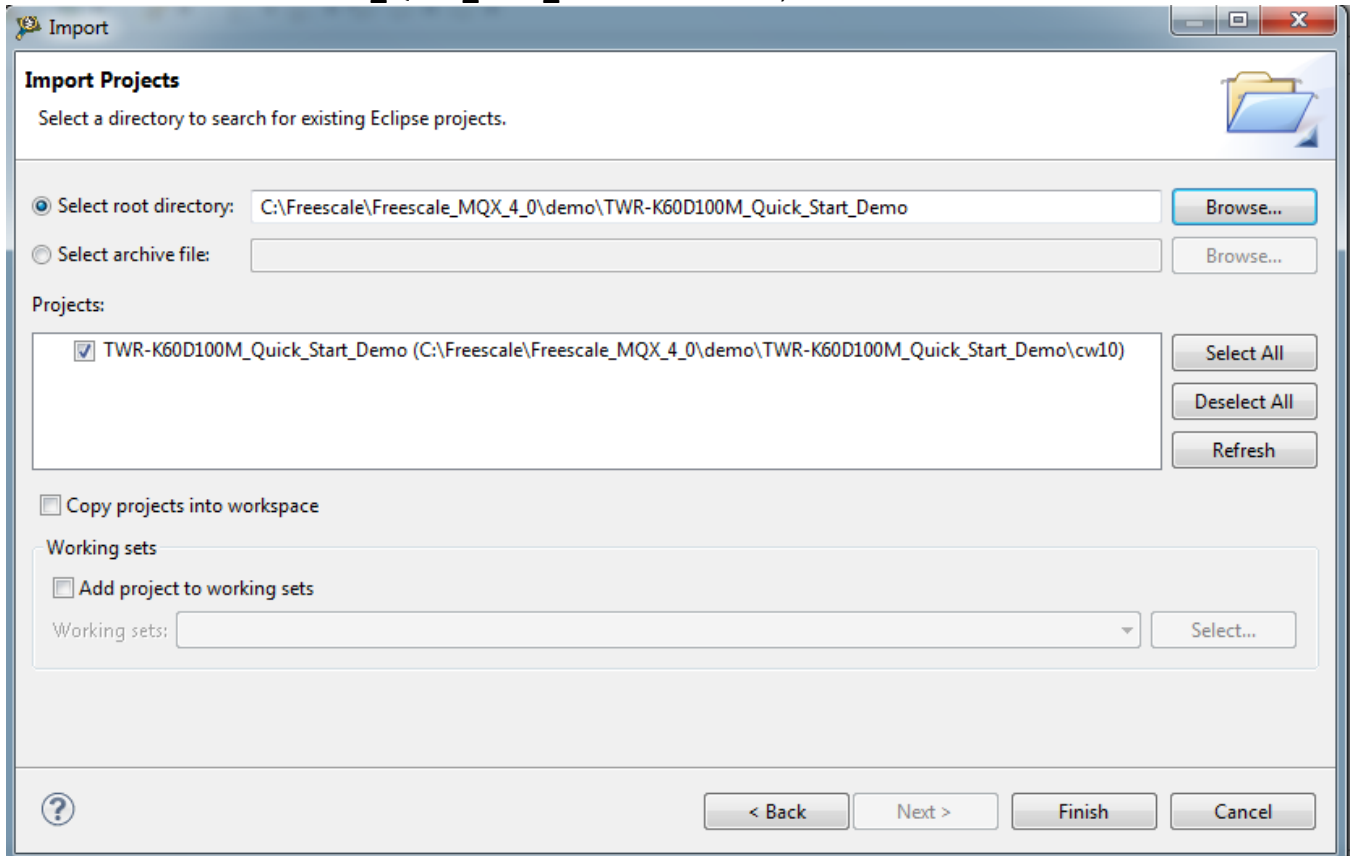 Import
Import Projects
Select a directory to search for existing Eclipse projects.
Select root directory: C:\Freescale\Freescale_MQX_4_0\demo\TWR-K60D100M_Quick_Start_Demo Browse...
Select archive file: Browse...
Projects:
TWR-K60D100M_Quick_Start_Demo (C:\Freescale\Freescale_MQX_4_0\demo\TWR-K60D100M_Quick_Start_Demo\cw10) Select All
Deselect All
Refresh
Copy projects into workspace
Working sets
Add project to working sets
Working sets: Select...
? < Back Next > Finish Cancel